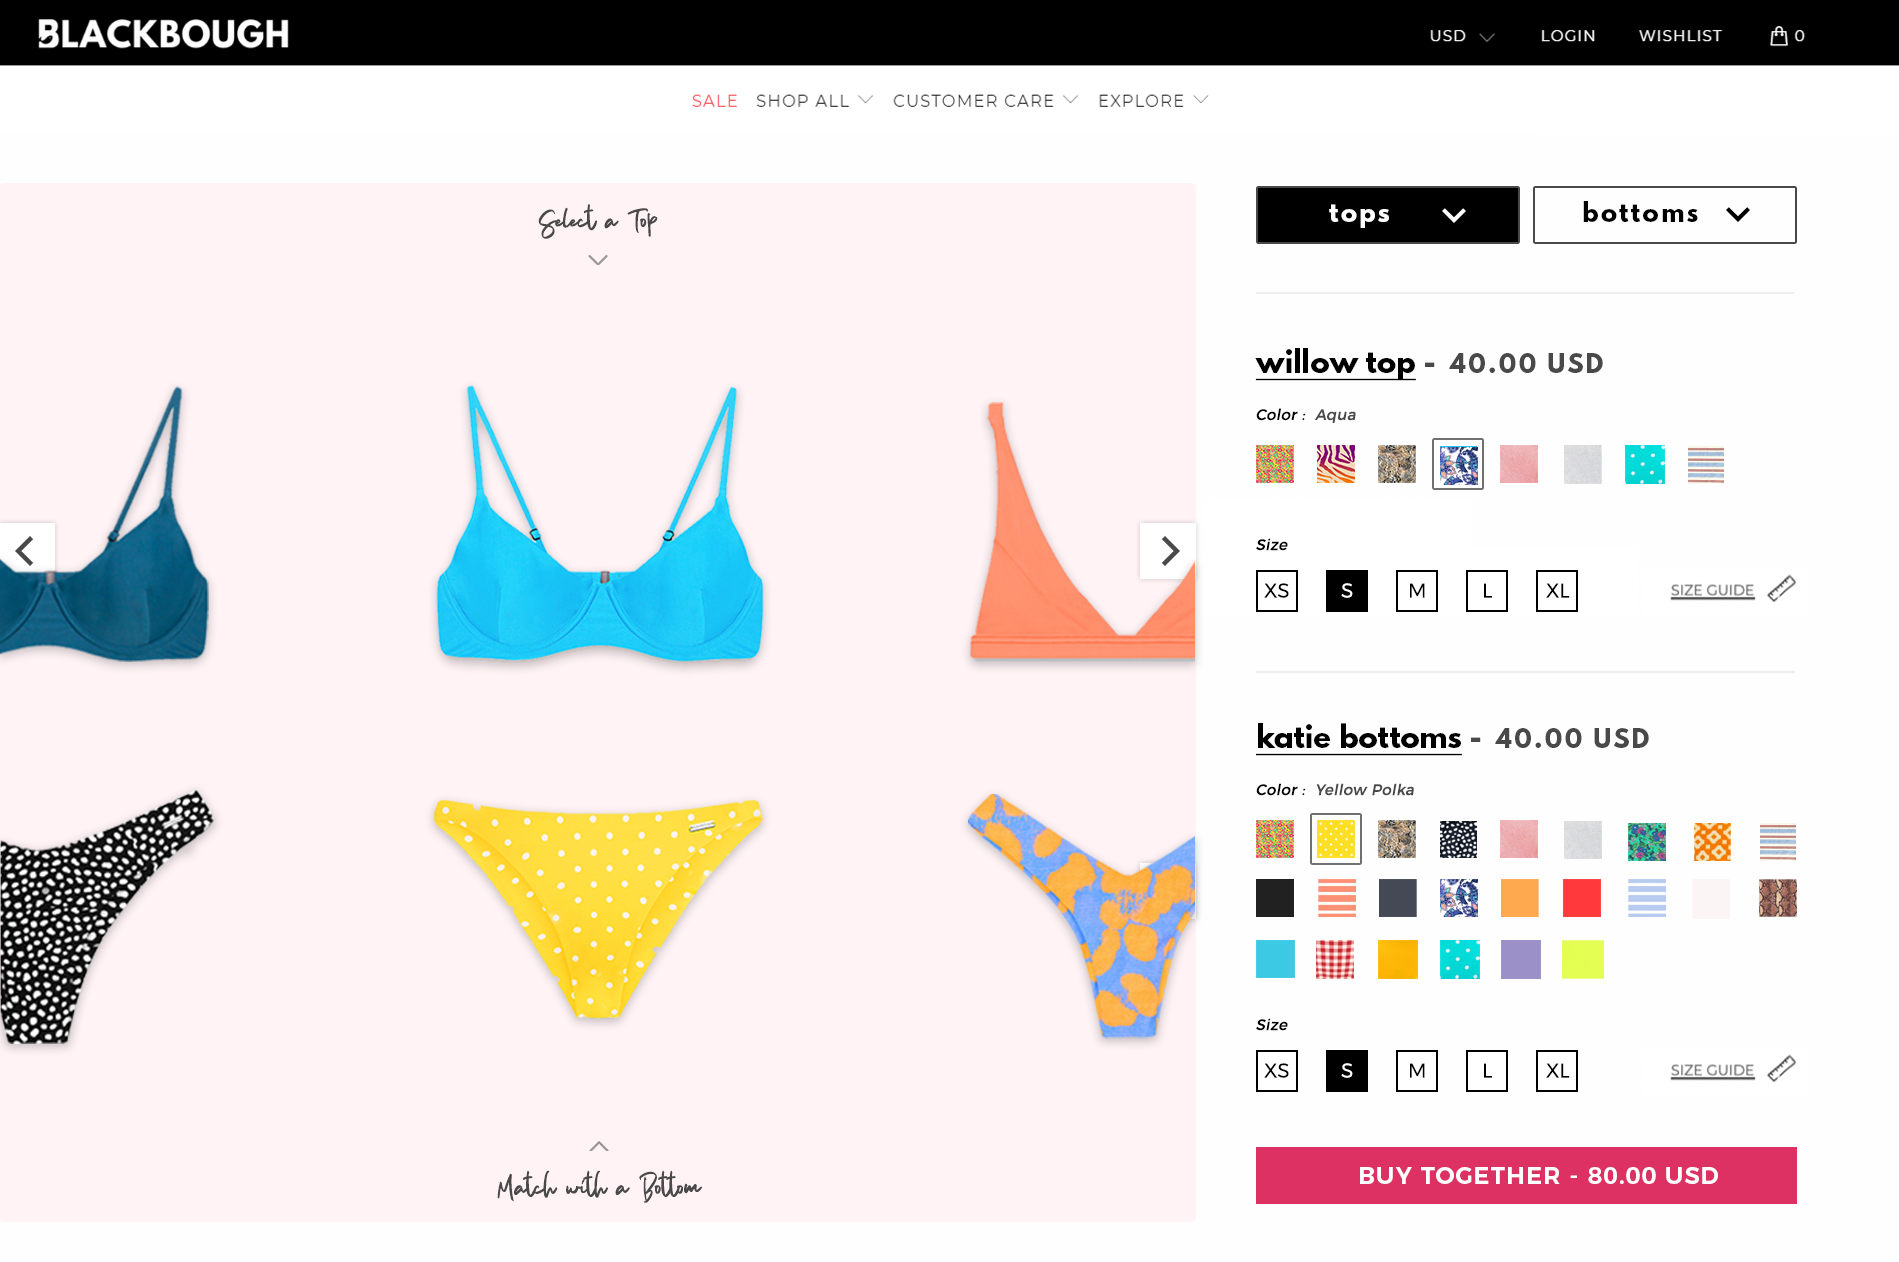 BLACKBOUGH
USD LOGIN WISHLIST 0
SALE SHOP ALL CUSTOMER CARE EXPLORE
Select a Top
tops bottoms
willow top - 40.00 USD
Color : Aqua
Size
XS S M L XL SIZE GUIDE
katie bottoms - 40.00 USD
Color : Yellow Polka
Size
XS S M L XL SIZE GUIDE
Match with a Bottom
BUY TOGETHER - 80.00 USD